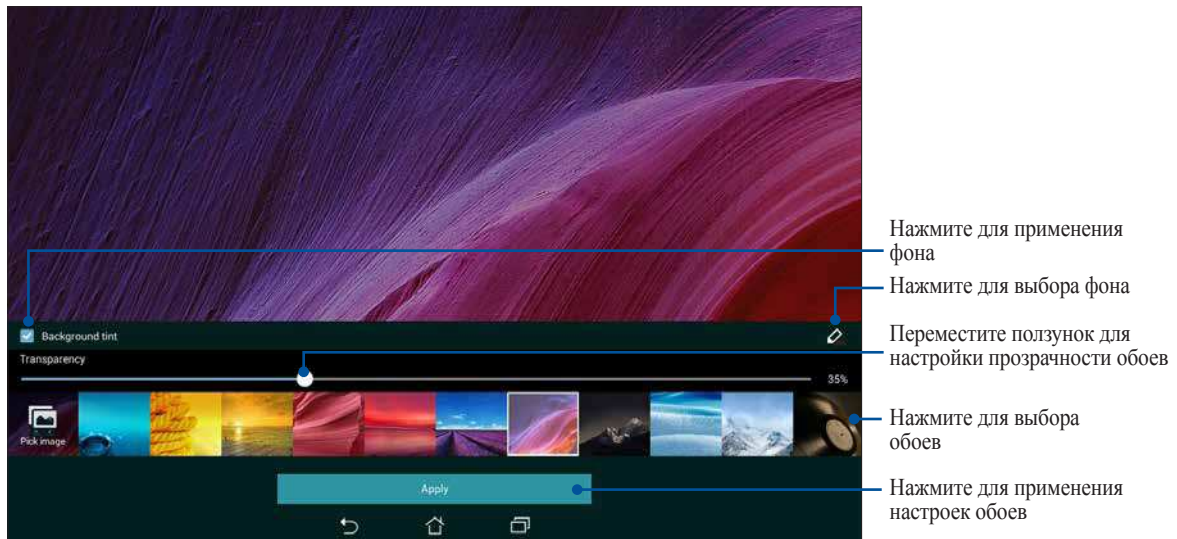 Нажмите для применения
фона
Нажмите для выбора фона
Background tint
Переместите ползунок для
настройки прозрачности обоев
Transparency
35%
Pick image
Нажмите для выбора
обоев
Apply
Нажмите для применения
настроек обоев